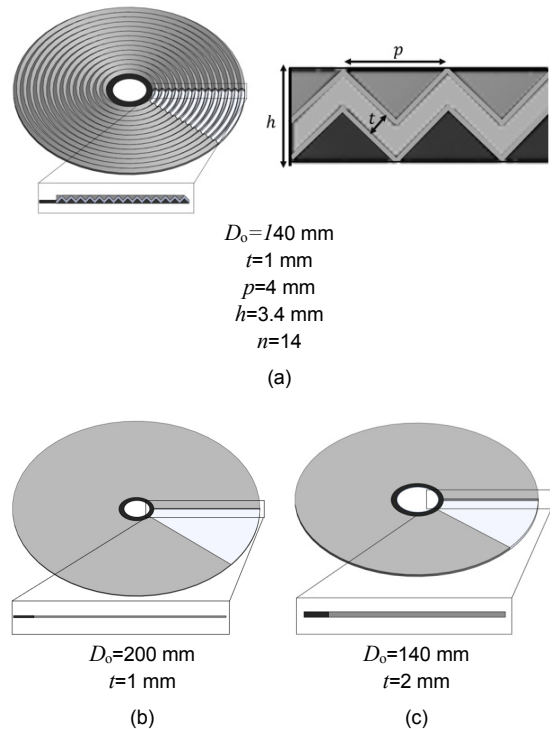 p
h
t
Dₒ=140 mm
t=1 mm
p=4 mm
h=3.4 mm
n=14
(a)
Dₒ=200 mm
t=1 mm
(b)
Dₒ=140 mm
t=2 mm
(c)